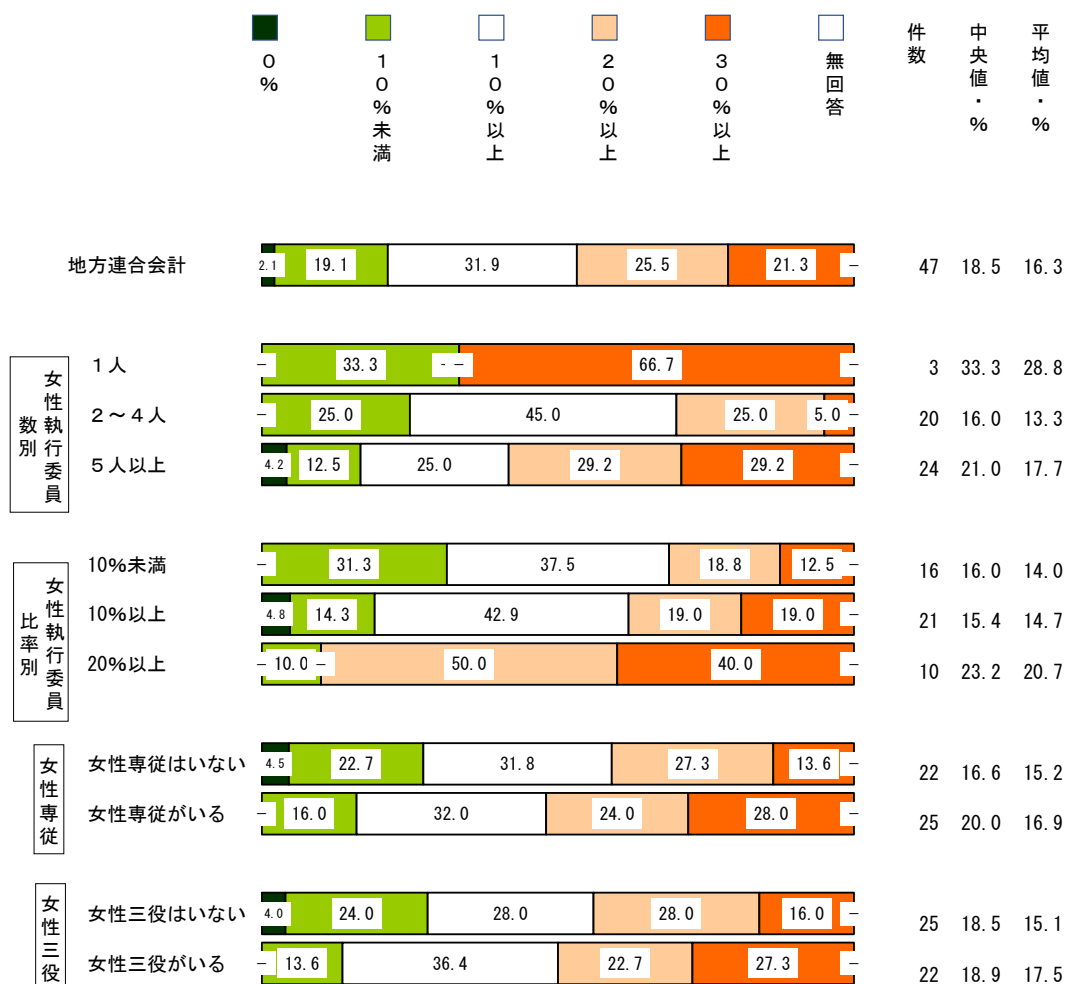 0% 10%未満 10%以上 20%以上 30%以上 無回答 件数 中央値・% 平均値・%
地方連合会計 2.1 19.1 31.9 25.5 21.3 - 47 18.5 16.3
女性執行委員数別
1人 - 33.3 - - 66.7 - 3 33.3 28.8
2~4人 - 25.0 45.0 25.0 5.0 - 20 16.0 13.3
5人以上 4.2 12.5 25.0 29.2 29.2 - 24 21.0 17.7
女性執行委員比率別
10%未満 - 31.3 37.5 18.8 12.5 - 16 16.0 14.0
10%以上 4.8 14.3 42.9 19.0 19.0 - 21 15.4 14.7
20%以上 - 10.0 - 50.0 40.0 - 10 23.2 20.7
女性専従
女性専従はいない 4.5 22.7 31.8 27.3 13.6 - 22 16.6 15.2
女性専従がいる - 16.0 32.0 24.0 28.0 - 25 20.0 16.9
女性三役
女性三役はいない 4.0 24.0 28.0 28.0 16.0 - 25 18.5 15.1
女性三役がいる - 13.6 36.4 22.7 27.3 - 22 18.9 17.5